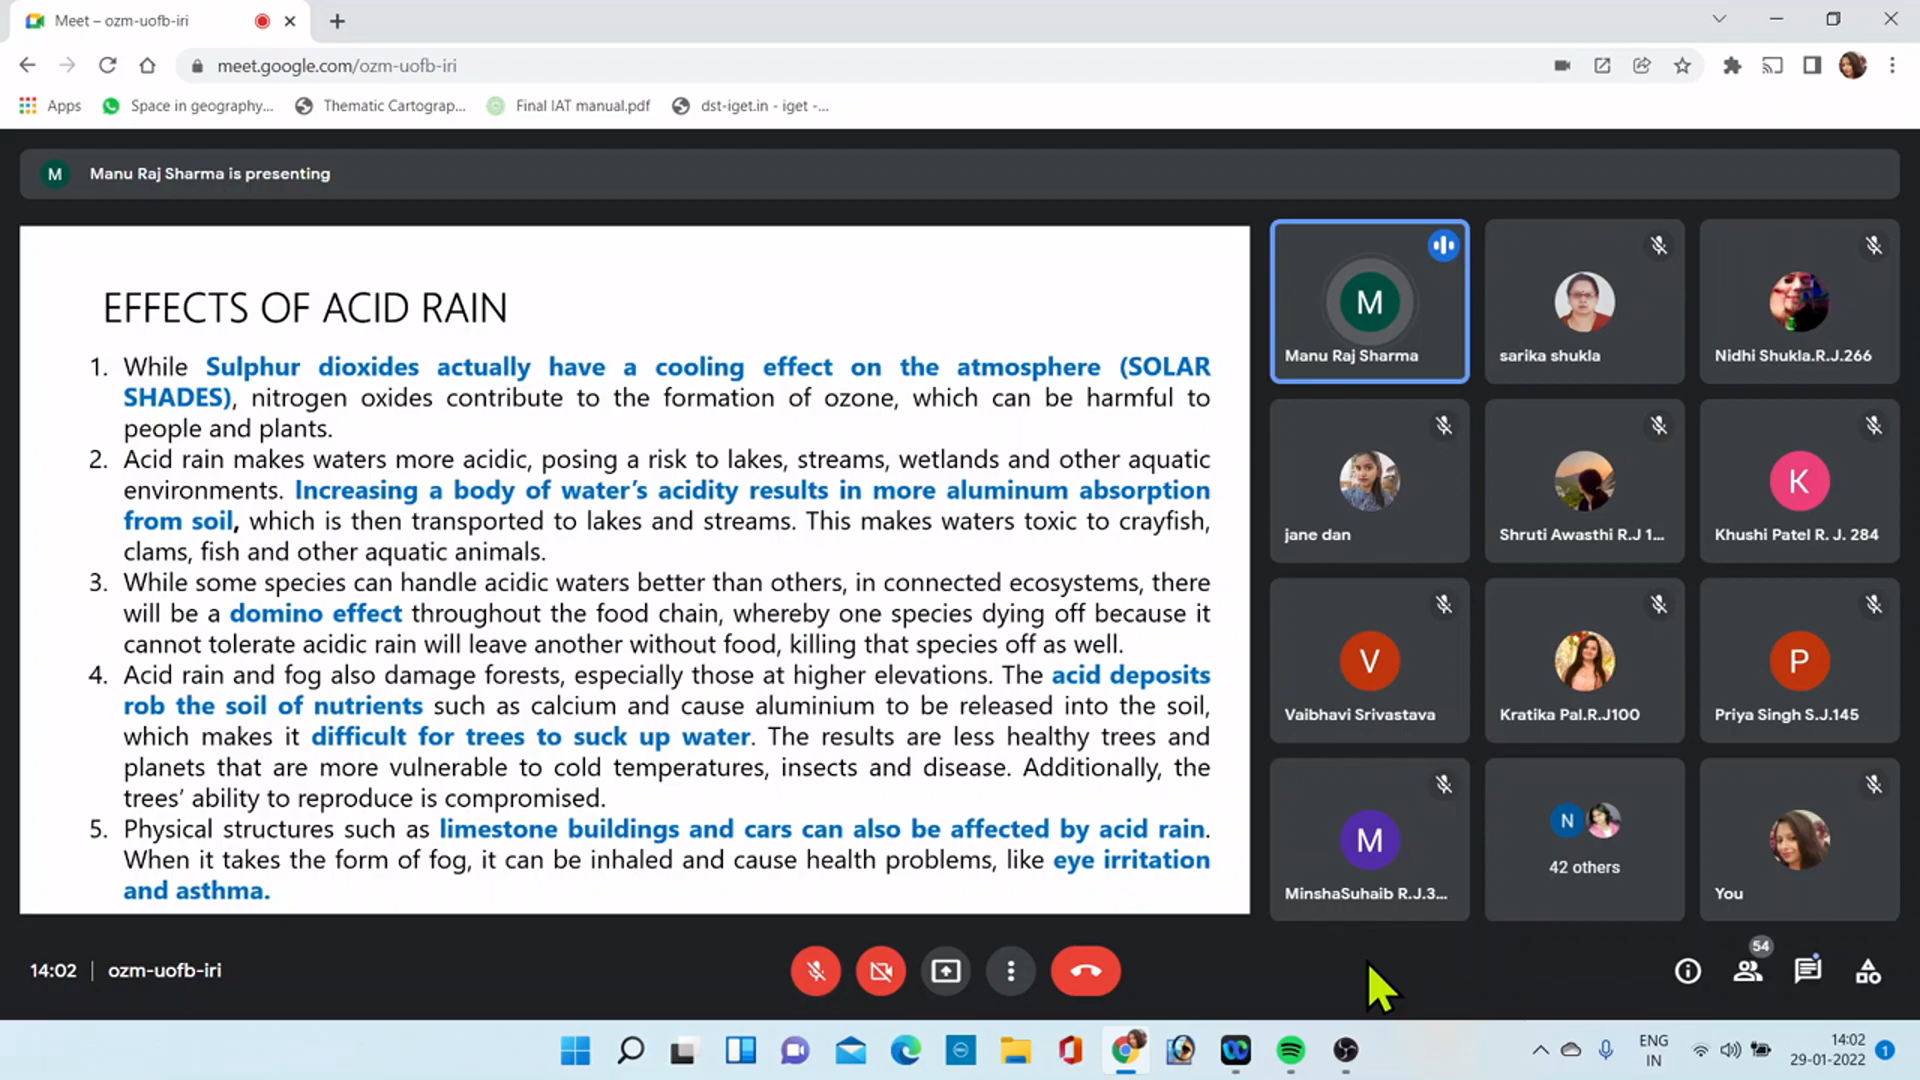 Meet – ozm-uofb-iri
meet.google.com/ozm-uofb-iri
Apps
Space in geography...
Thematic Cartograp...
Final IAT manual.pdf
dst-iget.in - iget -...
M
Manu Raj Sharma is presenting
EFFECTS OF ACID RAIN
1. While Sulphur dioxides actually have a cooling effect on the atmosphere (SOLAR
SHADES), nitrogen oxides contribute to the formation of ozone, which can be harmful to
people and plants.
2. Acid rain makes waters more acidic, posing a risk to lakes, streams, wetlands and other aquatic
environments. Increasing a body of water's acidity results in more aluminum absorption
from soil, which is then transported to lakes and streams. This makes waters toxic to crayfish,
clams, fish and other aquatic animals.
3. While some species can handle acidic waters better than others, in connected ecosystems, there
will be a domino effect throughout the food chain, whereby one species dying off because it
cannot tolerate acidic rain will leave another without food, killing that species off as well.
4. Acid rain and fog also damage forests, especially those at higher elevations. The acid deposits
rob the soil of nutrients such as calcium and cause aluminium to be released into the soil,
which makes it difficult for trees to suck up water. The results are less healthy trees and
planets that are more vulnerable to cold temperatures, insects and disease. Additionally, the
trees' ability to reproduce is compromised.
5. Physical structures such as limestone buildings and cars can also be affected by acid rain.
When it takes the form of fog, it can be inhaled and cause health problems, like eye irritation
and asthma.
M
Manu Raj Sharma
sarika shukla
Nidhi Shukla.R.J.266
jane dan
Shruti Awasthi R.J 1...
K
Khushi Patel R. J. 284
V
Vaibhavi Srivastava
Kratika Pal.R.J100
P
Priya Singh S.J.145
M
MinshaSuhaib R.J.3...
N
42 others
You
14:02
ozm-uofb-iri
54
ENG
IN
14:02
29-01-2022
1